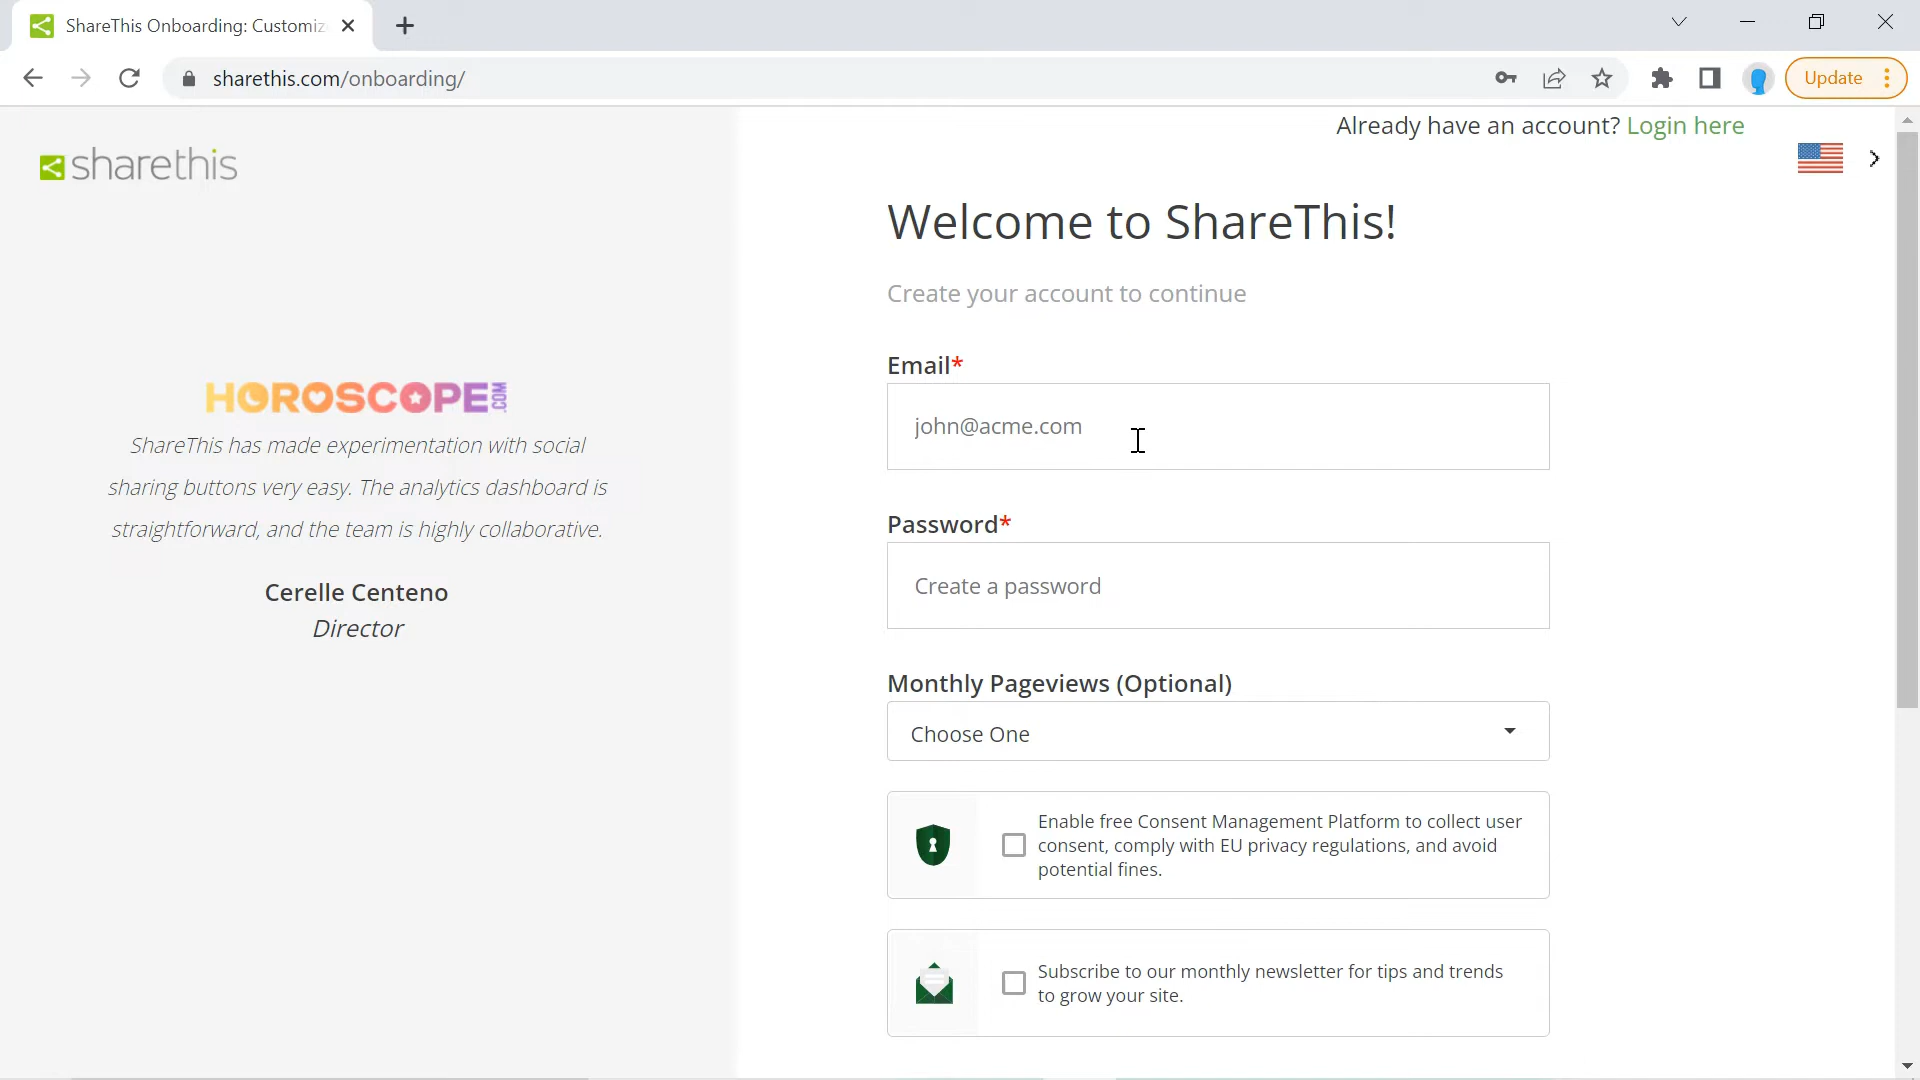 ShareThis Onboarding: Customiz
sharethis.com/onboarding/
Update
sharethis
Already have an account? Login here
Welcome to ShareThis!
Create your account to continue
Email*
john@acme.com
Password*
Create a password
Monthly Pageviews (Optional)
Choose One
Enable free Consent Management Platform to collect user
consent, comply with EU privacy regulations, and avoid
potential fines.
Subscribe to our monthly newsletter for tips and trends
to grow your site.
HOROSCOPE.COM
ShareThis has made experimentation with social
sharing buttons very easy. The analytics dashboard is
straightforward, and the team is highly collaborative.
Cerelle Centeno
Director